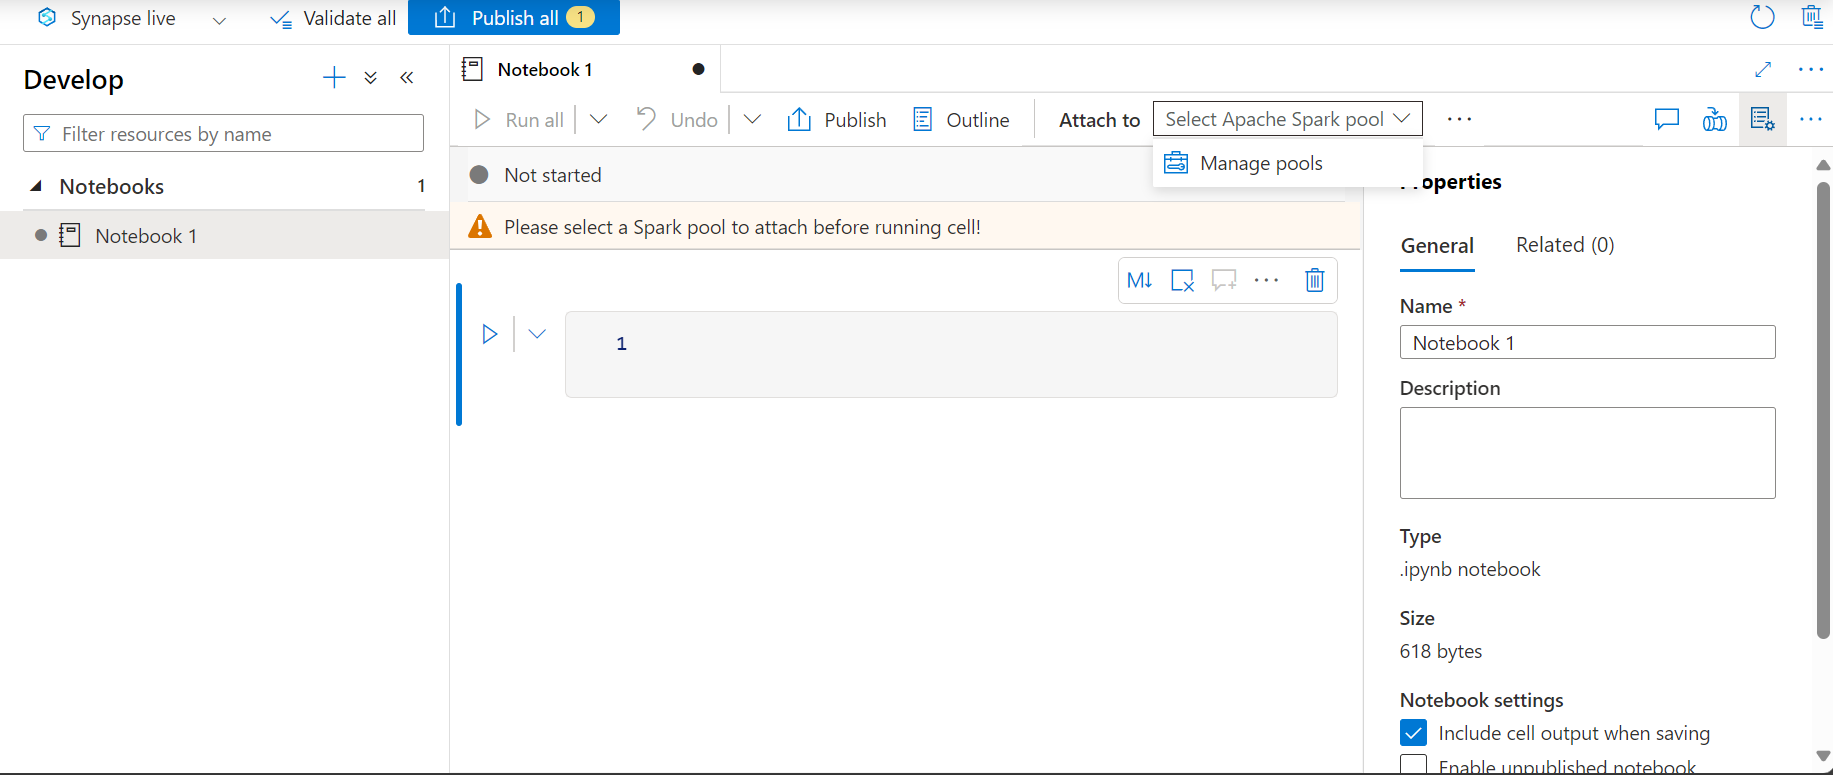 Synapse live
Validate all
Publish all 1
Develop
Filter resources by name
Notebooks 1
Notebook 1
Notebook 1
Run all
Undo
Publish
Outline
Attach to
Select Apache Spark pool
Manage pools
Not started
Please select a Spark pool to attach before running cell!
M↓
1
Properties
General
Related (0)
Name *
Notebook 1
Description
Type
.ipynb notebook
Size
618 bytes
Notebook settings
Include cell output when saving
Enable unpublished notebook